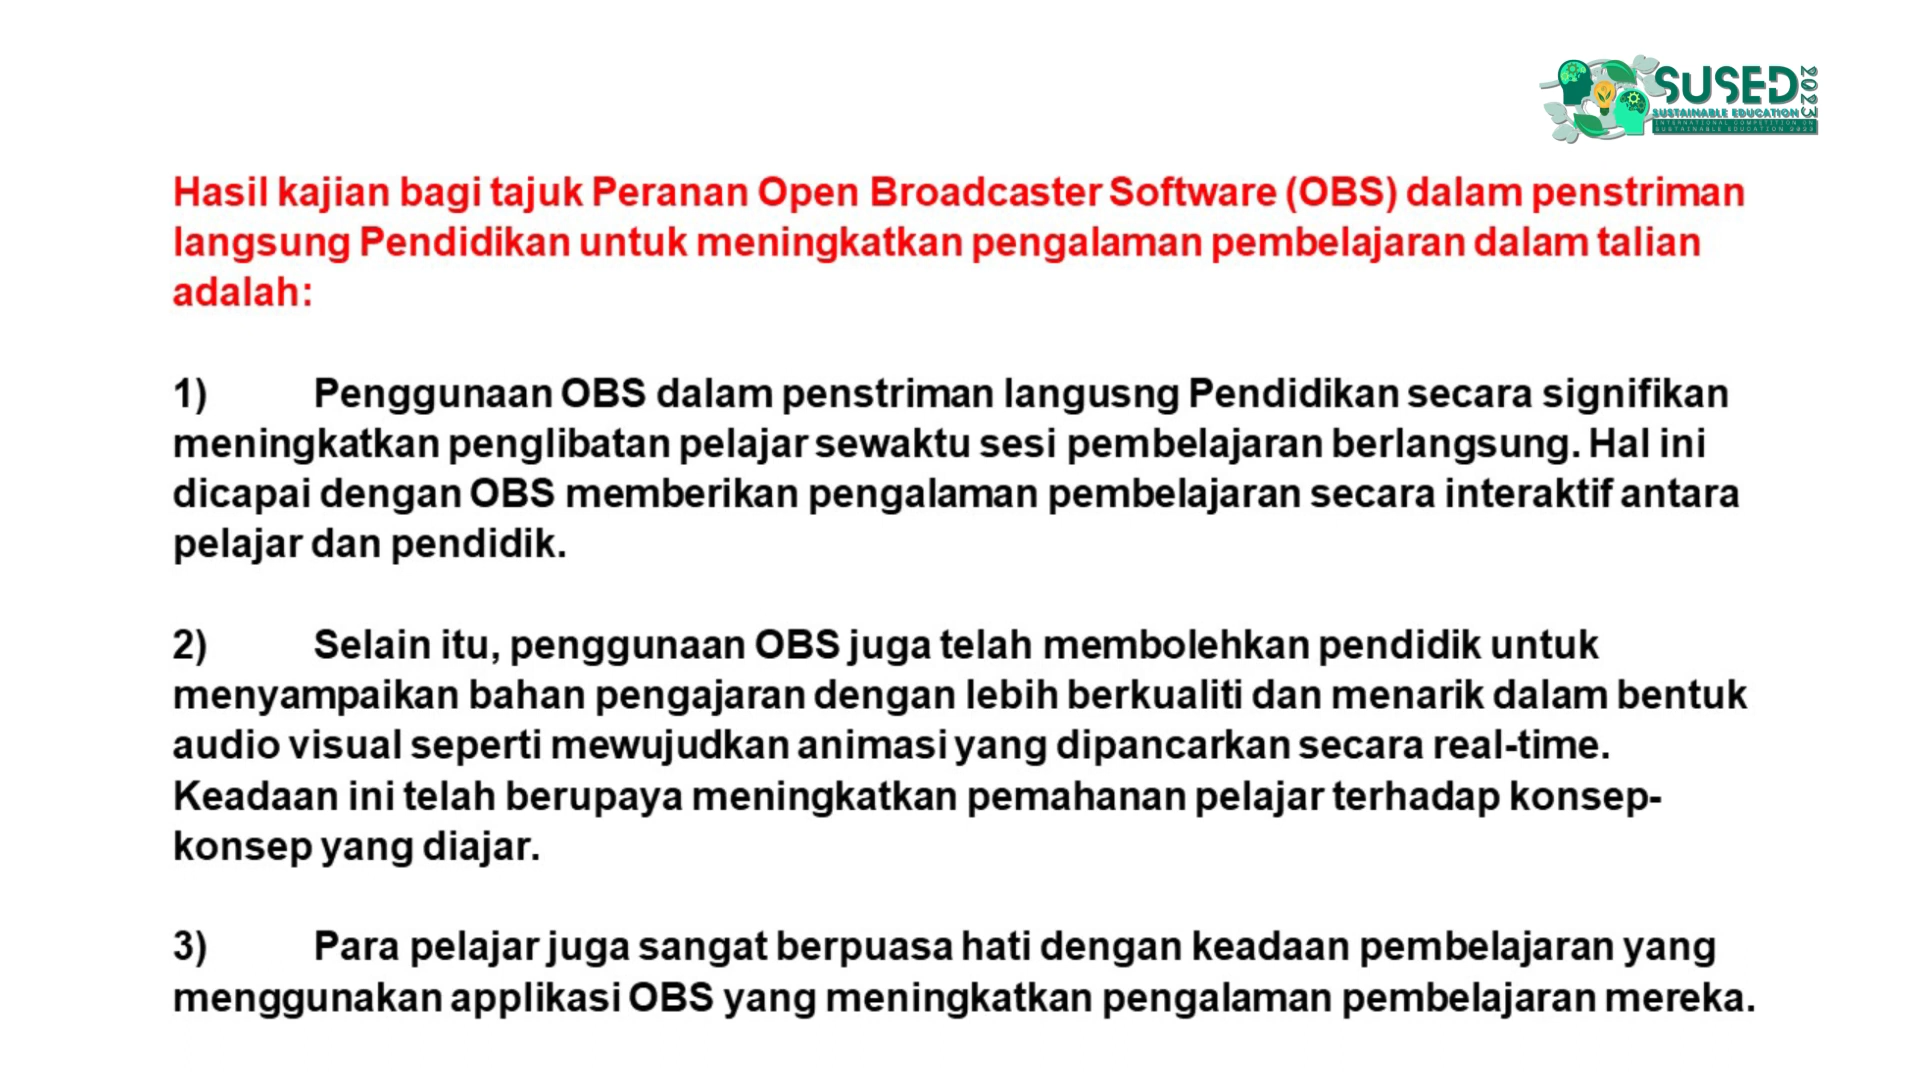 SUSED 2023
SUSTAINABLE EDUCATION
INTERNATIONAL COMPETITION ON
SUSTAINABLE EDUCATION 2023
Hasil kajian bagi tajuk Peranan Open Broadcaster Software (OBS) dalam penstriman
langsung Pendidikan untuk meningkatkan pengalaman pembelajaran dalam talian
adalah:
1) Penggunaan OBS dalam penstriman langusng Pendidikan secara signifikan
meningkatkan penglibatan pelajar sewaktu sesi pembelajaran berlangsung. Hal ini
dicapai dengan OBS memberikan pengalaman pembelajaran secara interaktif antara
pelajar dan pendidik.
2) Selain itu, penggunaan OBS juga telah membolehkan pendidik untuk
menyampaikan bahan pengajaran dengan lebih berkualiti dan menarik dalam bentuk
audio visual seperti mewujudkan animasi yang dipancarkan secara real-time.
Keadaan ini telah berupaya meningkatkan pemahanan pelajar terhadap konsep-
konsep yang diajar.
3) Para pelajar juga sangat berpuasa hati dengan keadaan pembelajaran yang
menggunakan applikasi OBS yang meningkatkan pengalaman pembelajaran mereka.